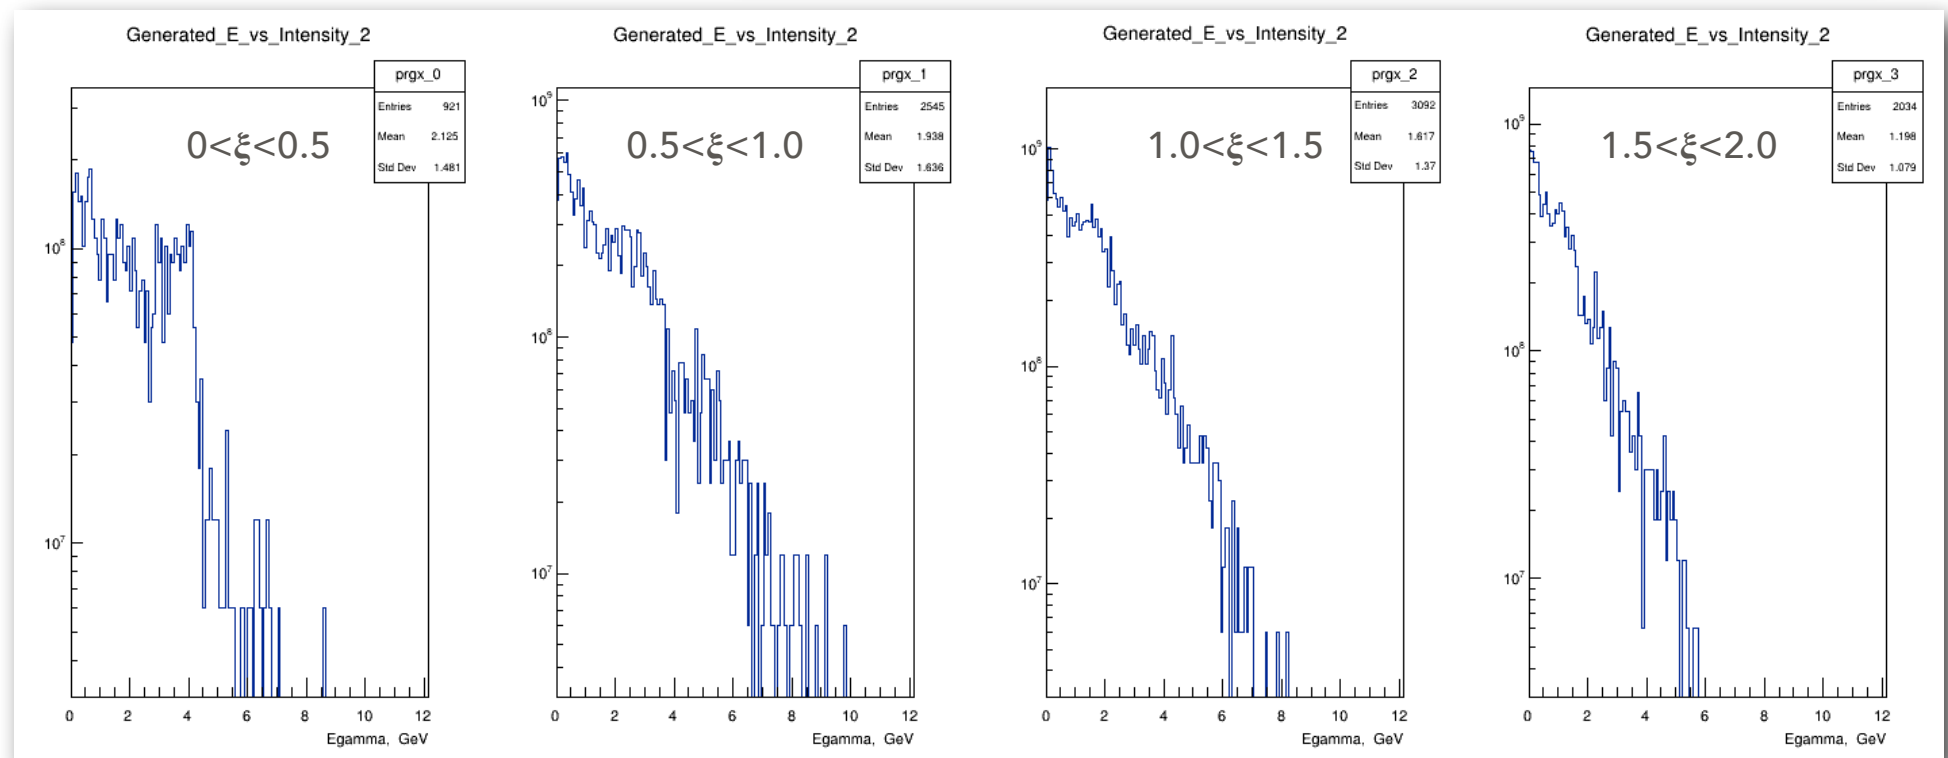 Generated_E_vs_Intensity_2
prgx_0
Entries 921
Mean 2.125
Std Dev 1.481
0<ξ<0.5
10⁸
10⁷
0 2 4 6 8 10 12
Egamma, GeV
Generated_E_vs_Intensity_2
prgx_1
Entries 2545
Mean 1.938
Std Dev 1.636
0.5<ξ<1.0
10⁹
10⁸
10⁷
0 2 4 6 8 10 12
Egamma, GeV
Generated_E_vs_Intensity_2
prgx_2
Entries 3092
Mean 1.617
Std Dev 1.37
1.0<ξ<1.5
10⁹
10⁸
10⁷
0 2 4 6 8 10 12
Egamma, GeV
Generated_E_vs_Intensity_2
prgx_3
Entries 2034
Mean 1.198
Std Dev 1.079
1.5<ξ<2.0
10⁹
10⁸
10⁷
0 2 4 6 8 10 12
Egamma, GeV